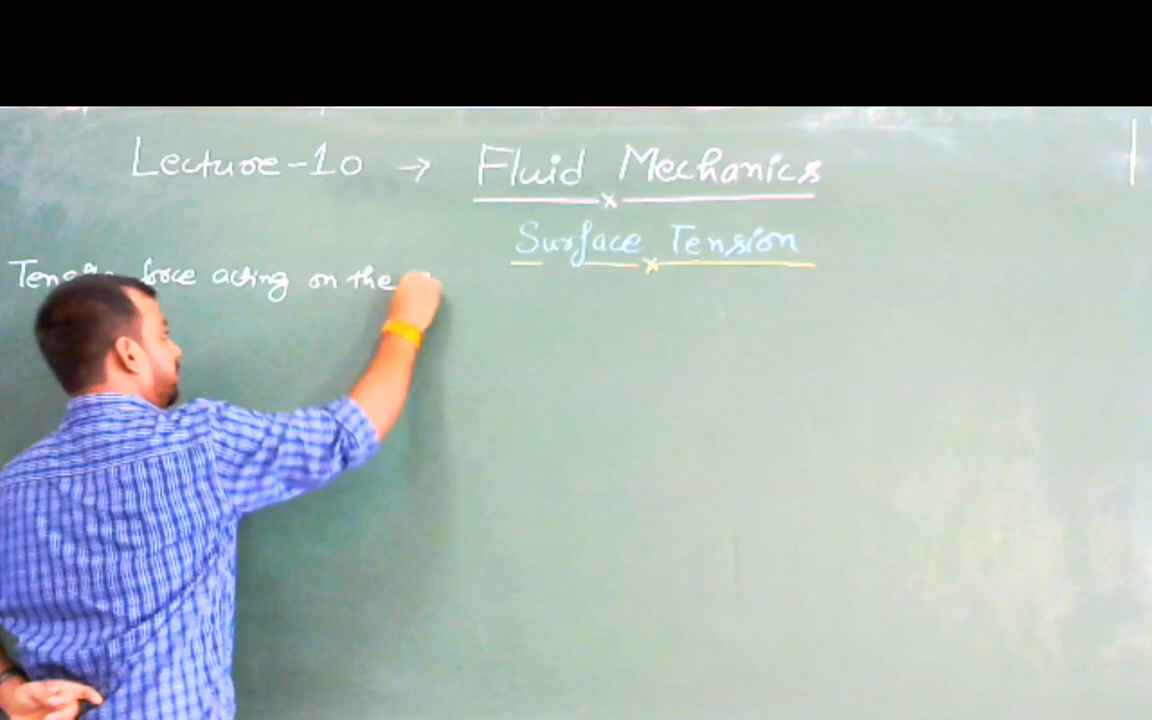 Lecture-10 → Fluid Mechanics
Surface Tension
force acting on the